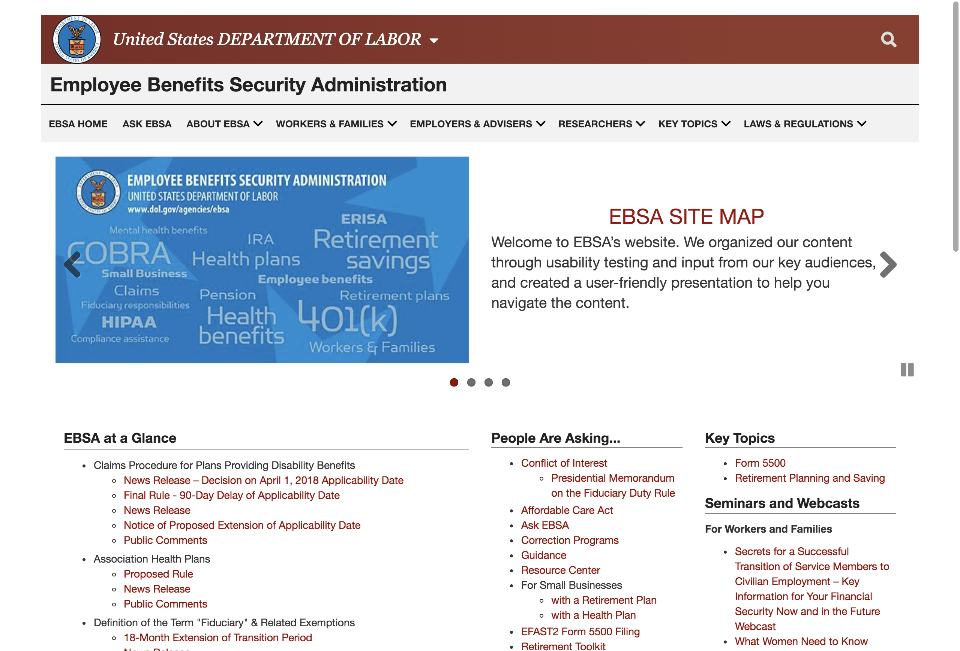 United States DEPARTMENT OF LABOR
Employee Benefits Security Administration
EBSA HOME ASK EBSA ABOUT EBSA WORKERS & FAMILIES EMPLOYERS & ADVISERS RESEARCHERS KEY TOPICS LAWS & REGULATIONS
EMPLOYEE BENEFITS SECURITY ADMINISTRATION
UNITED STATES DEPARTMENT OF LABOR
www.dol.gov/agencies/ebsa
ERISA
Mental health benefits
IRA
Retirement
COBRA
Health plans
savings
Small Business
Employee benefits
Claims
Pension
Retirement plans
Fiduciary responsibilities
HIPAA
Health
401(k)
Compliance assistance
benefits
Workers & Families
EBSA SITE MAP
Welcome to EBSA's website. We organized our content
through usability testing and input from our key audiences,
and created a user-friendly presentation to help you
navigate the content.
EBSA at a Glance
Claims Procedure for Plans Providing Disability Benefits
News Release – Decision on April 1, 2018 Applicability Date
Final Rule - 90-Day Delay of Applicability Date
News Release
Notice of Proposed Extension of Applicability Date
Public Comments
Association Health Plans
Proposed Rule
News Release
Public Comments
Definition of the Term "Fiduciary" & Related Exemptions
18-Month Extension of Transition Period
People Are Asking...
Conflict of Interest
Presidential Memorandum
on the Fiduciary Duty Rule
Affordable Care Act
Ask EBSA
Correction Programs
Guidance
Resource Center
For Small Businesses
with a Retirement Plan
with a Health Plan
EFAST2 Form 5500 Filing
Retirement Toolkit
Key Topics
Form 5500
Retirement Planning and Saving
Seminars and Webcasts
For Workers and Families
Secrets for a Successful
Transition of Service Members to
Civilian Employment – Key
Information for Your Financial
Security Now and in the Future
Webcast
What Women Need to Know